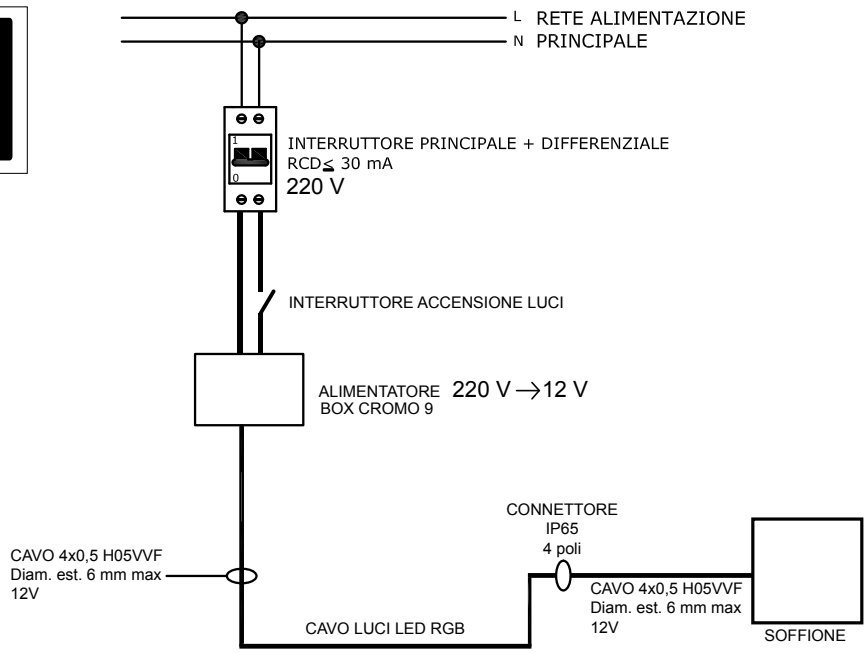 L RETE ALIMENTAZIONE
N PRINCIPALE
1
0
INTERRUTTORE PRINCIPALE + DIFFERENZIALE
RCD≤ 30 mA
220 V
INTERRUTTORE ACCENSIONE LUCI
ALIMENTATORE 220 V →12 V
BOX CROMO 9
CONNETTORE
IP65
4 poli
CAVO 4x0,5 H05VVF
Diam. est. 6 mm max
12V
CAVO 4x0,5 H05VVF
Diam. est. 6 mm max
12V
CAVO LUCI LED RGB
SOFFIONE